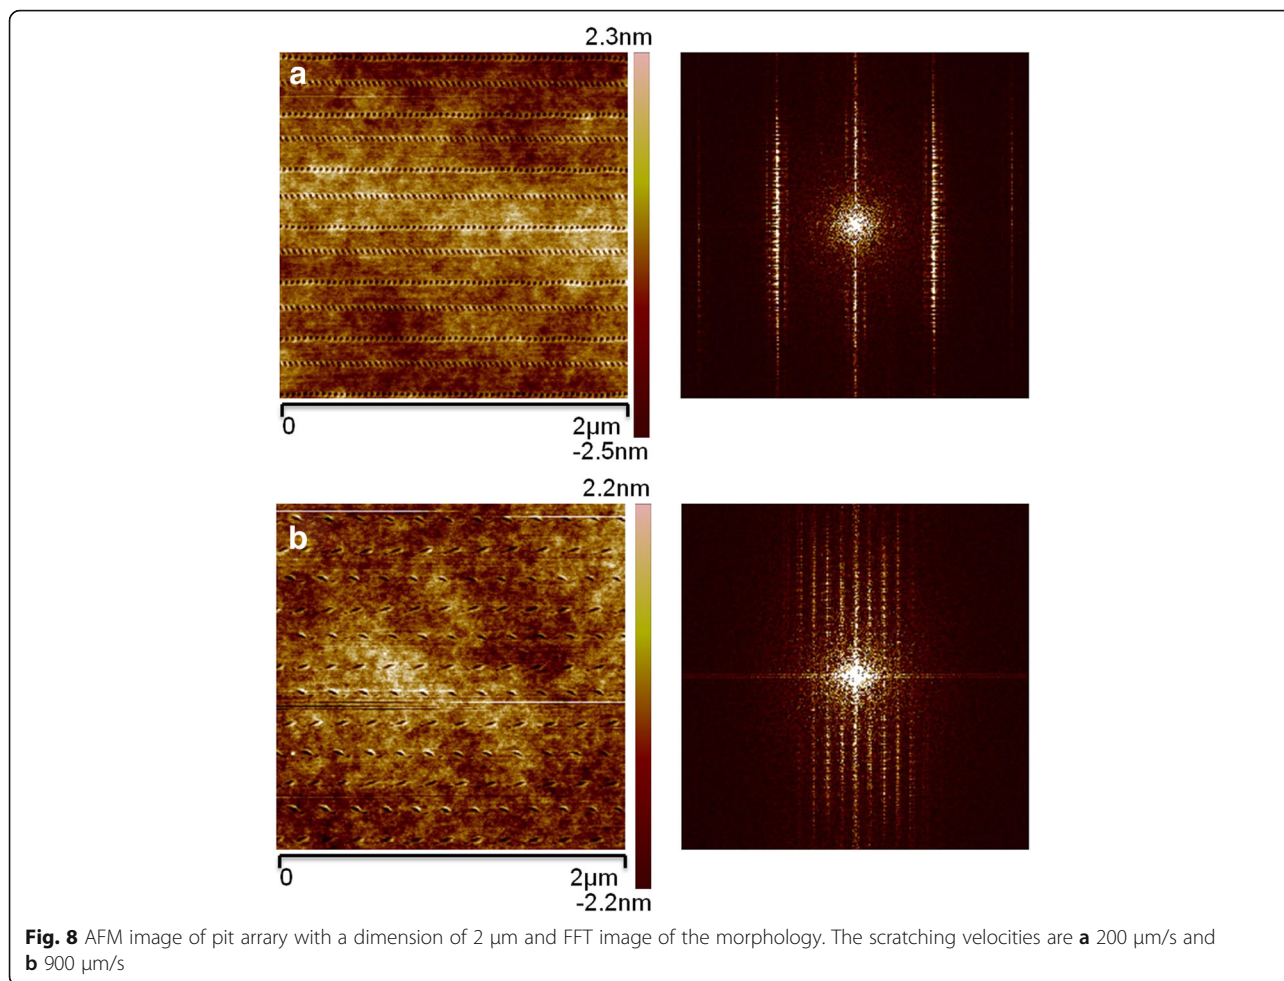 2.3nm
a
0
2µm
-2.5nm
2.2nm
b
0
2µm
-2.2nm
Fig. 8 AFM image of pit arrary with a dimension of 2 µm and FFT image of the morphology. The scratching velocities are a 200 µm/s and
b 900 µm/s